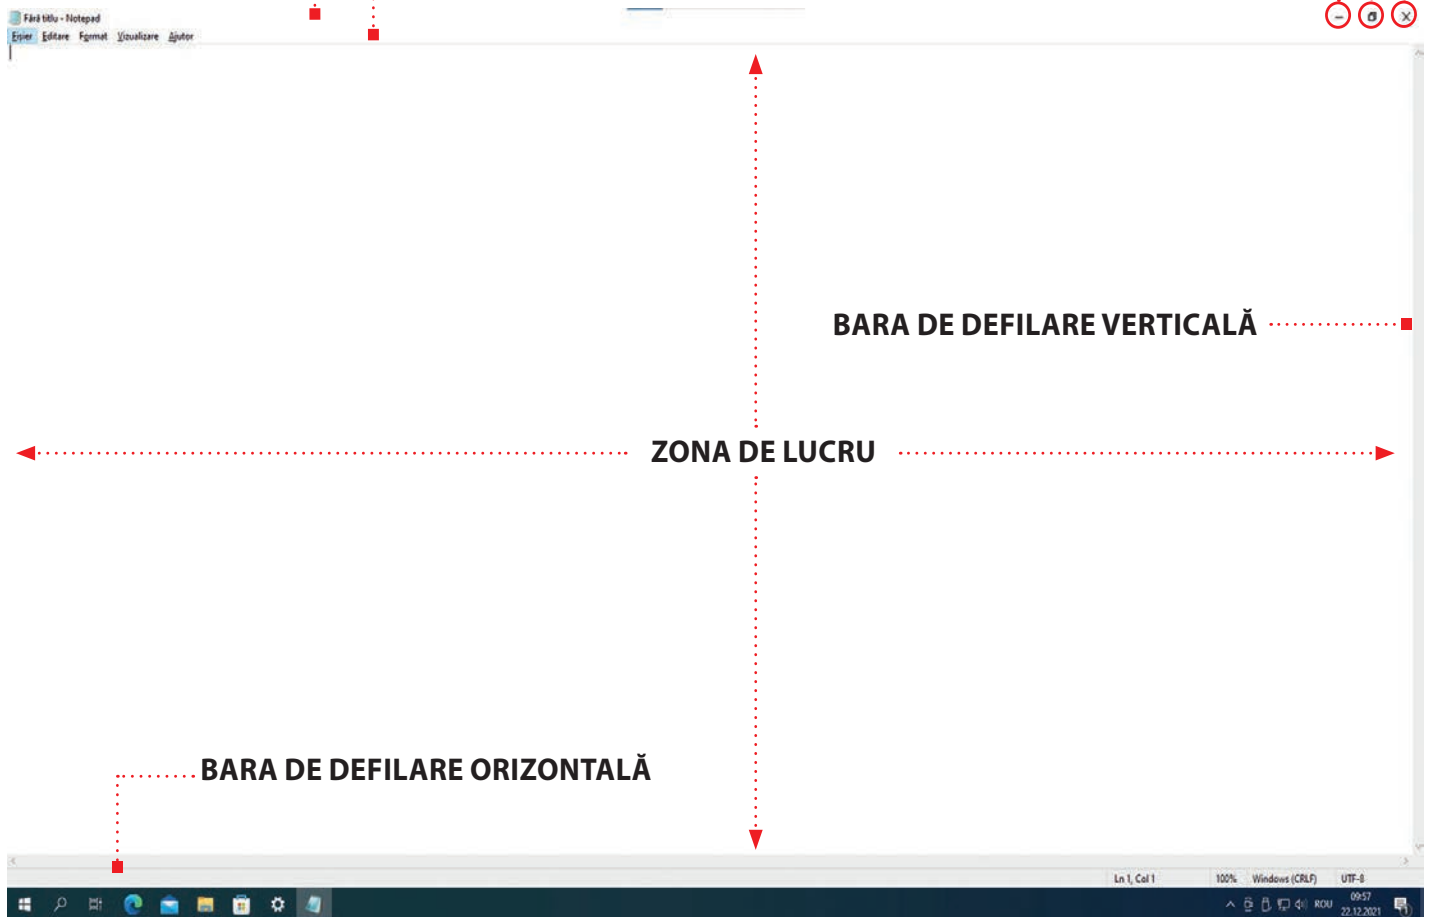 Fără titlu - Notepad
Fișier Editare Format Vizualizare Ajutor
BARA DE DEFILARE VERTICALĂ
ZONA DE LUCRU
BARA DE DEFILARE ORIZONTALĂ
Ln 1, Col 1 100% Windows (CRLF) UTF-8
ROU 09:57
22.12.2021